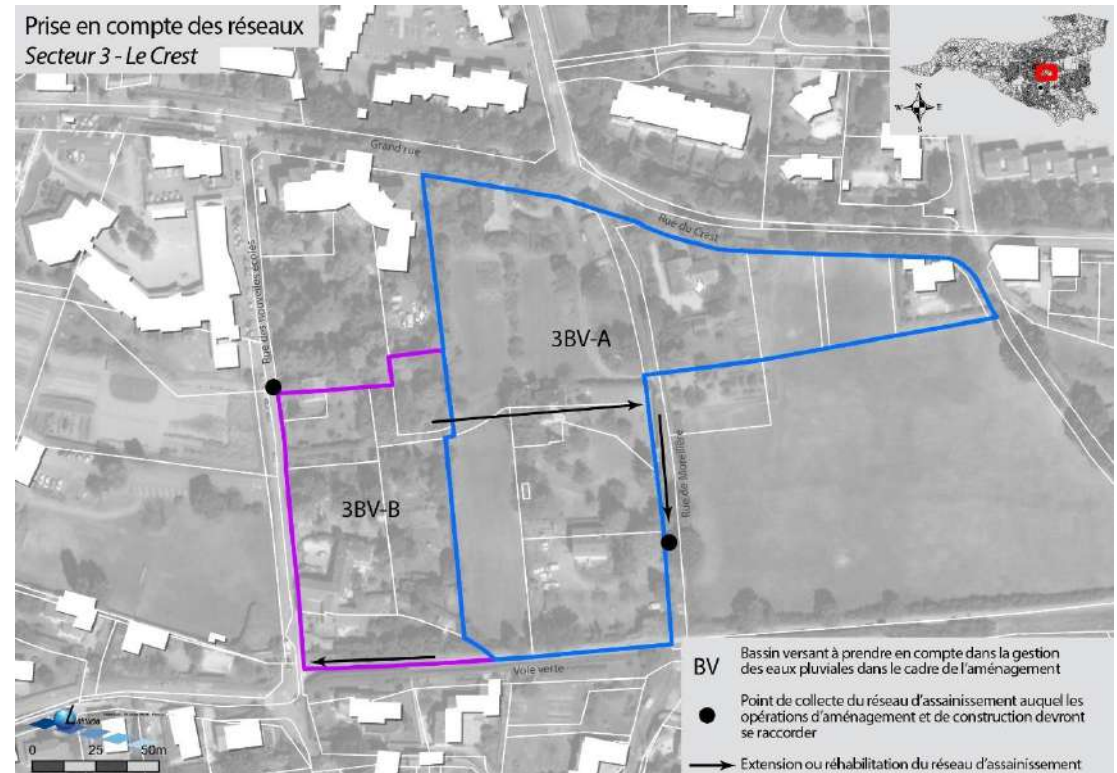 Prise en compte des réseaux
Secteur 3 - Le Crest
N
W E
S
Grand rue
Rue du Crest
Rue des nouvelles écoles
3BV-A
Rue de Morellière
3BV-B
Voie verte
BV
Bassin versant à prendre en compte dans la gestion
des eaux pluviales dans le cadre de l'aménagement
Point de collecte du réseau d'assainissement auquel les
opérations d'aménagement et de construction devront
se raccorder
Extension ou réhabilitation du réseau d'assainissement
0 25 50m